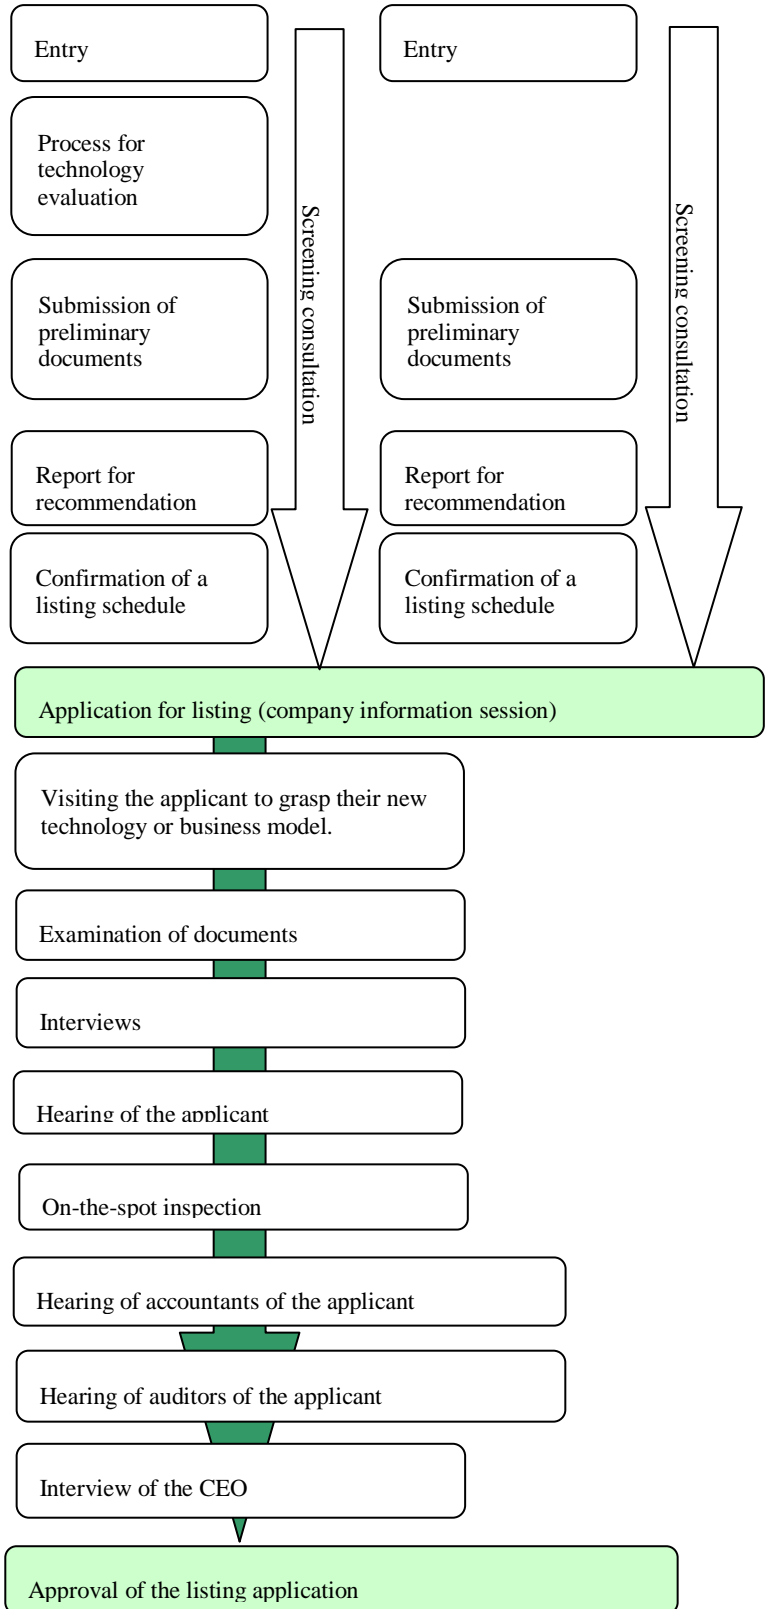 Entry
Process for
technology
evaluation
Submission of
preliminary
documents
Report for
recommendation
Confirmation of a
listing schedule
Screening consultation
Entry
Submission of
preliminary
documents
Report for
recommendation
Confirmation of a
listing schedule
Screening consultation
Application for listing (company information session)
Visiting the applicant to grasp their new
technology or business model.
Examination of documents
Interviews
Hearing of the applicant
On-the-spot inspection
Hearing of accountants of the applicant
Hearing of auditors of the applicant
Interview of the CEO
Approval of the listing application